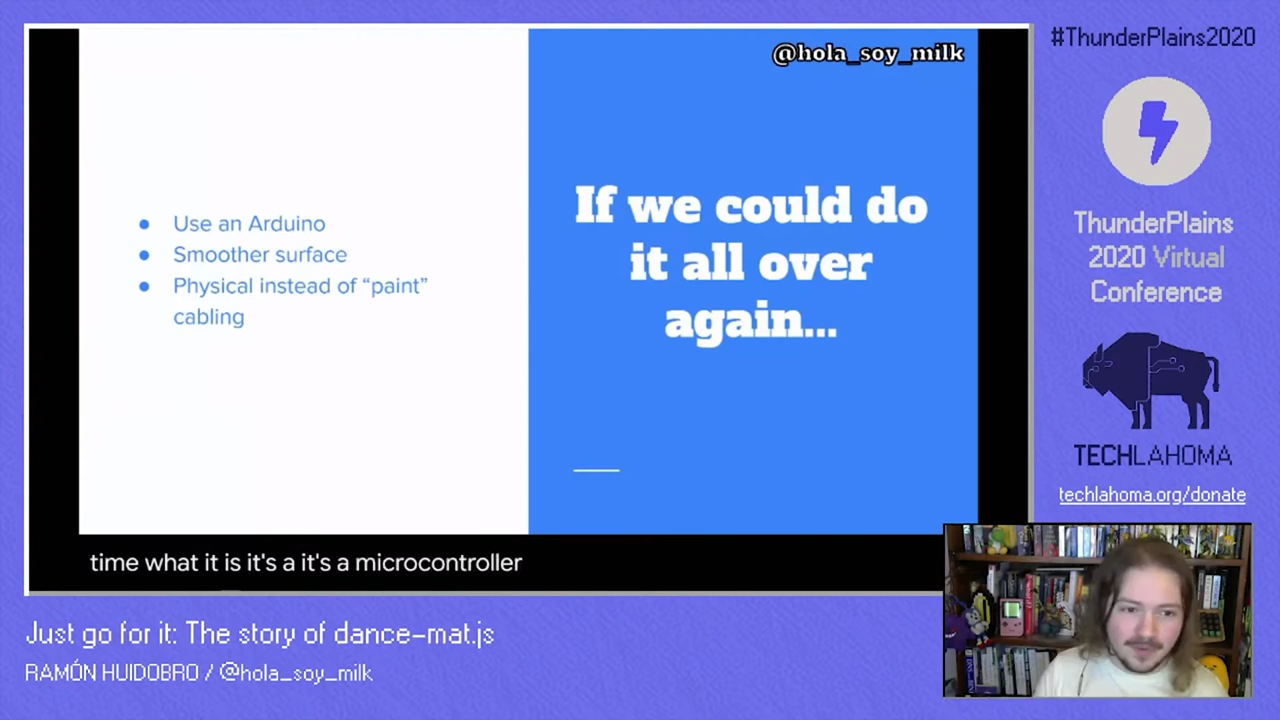 @hola_soy_milk
● Use an Arduino
● Smoother surface
● Physical instead of “paint”
cabling
If we could do
it all over
again...
time what it is it's a it's a microcontroller
#ThunderPlains2020
ThunderPlains
2020 Virtual
Conference
TECHLAHOMA
techlahoma.org/donate
Just go for it: The story of dance-mat.js
RAMÓN HUIDOBRO / @hola_soy_milk